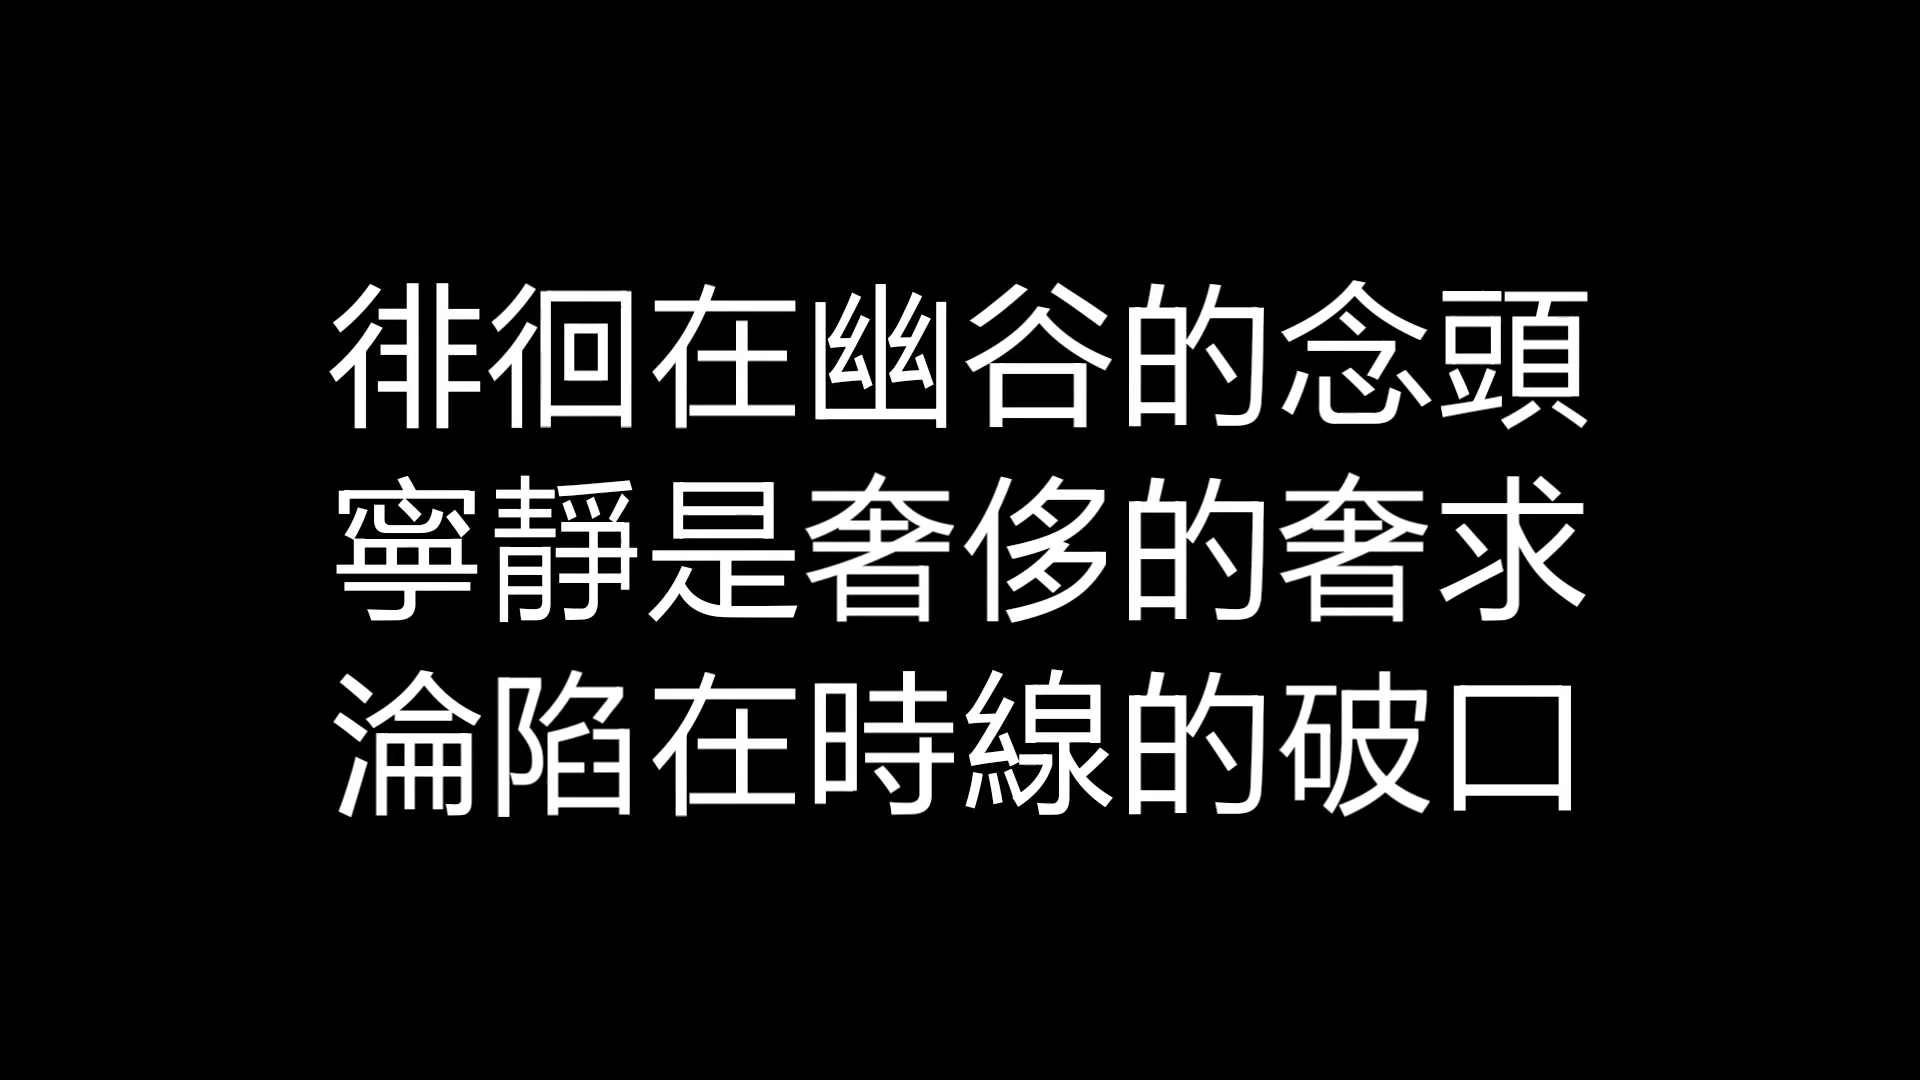 徘徊在幽谷的念頭
寧靜是奢侈的奢求
淪陷在時線的破口